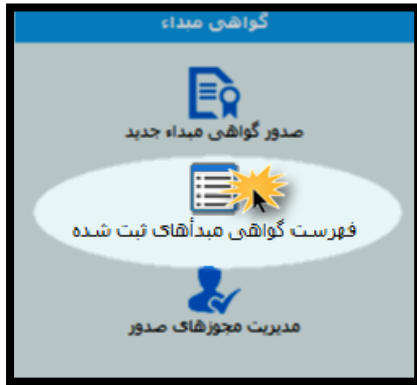 گواهی مبداء
صدور گواهی مبداء جدید
فهرست گواهی مبدأهای ثبت شده
مدیریت مجوزهای صدور